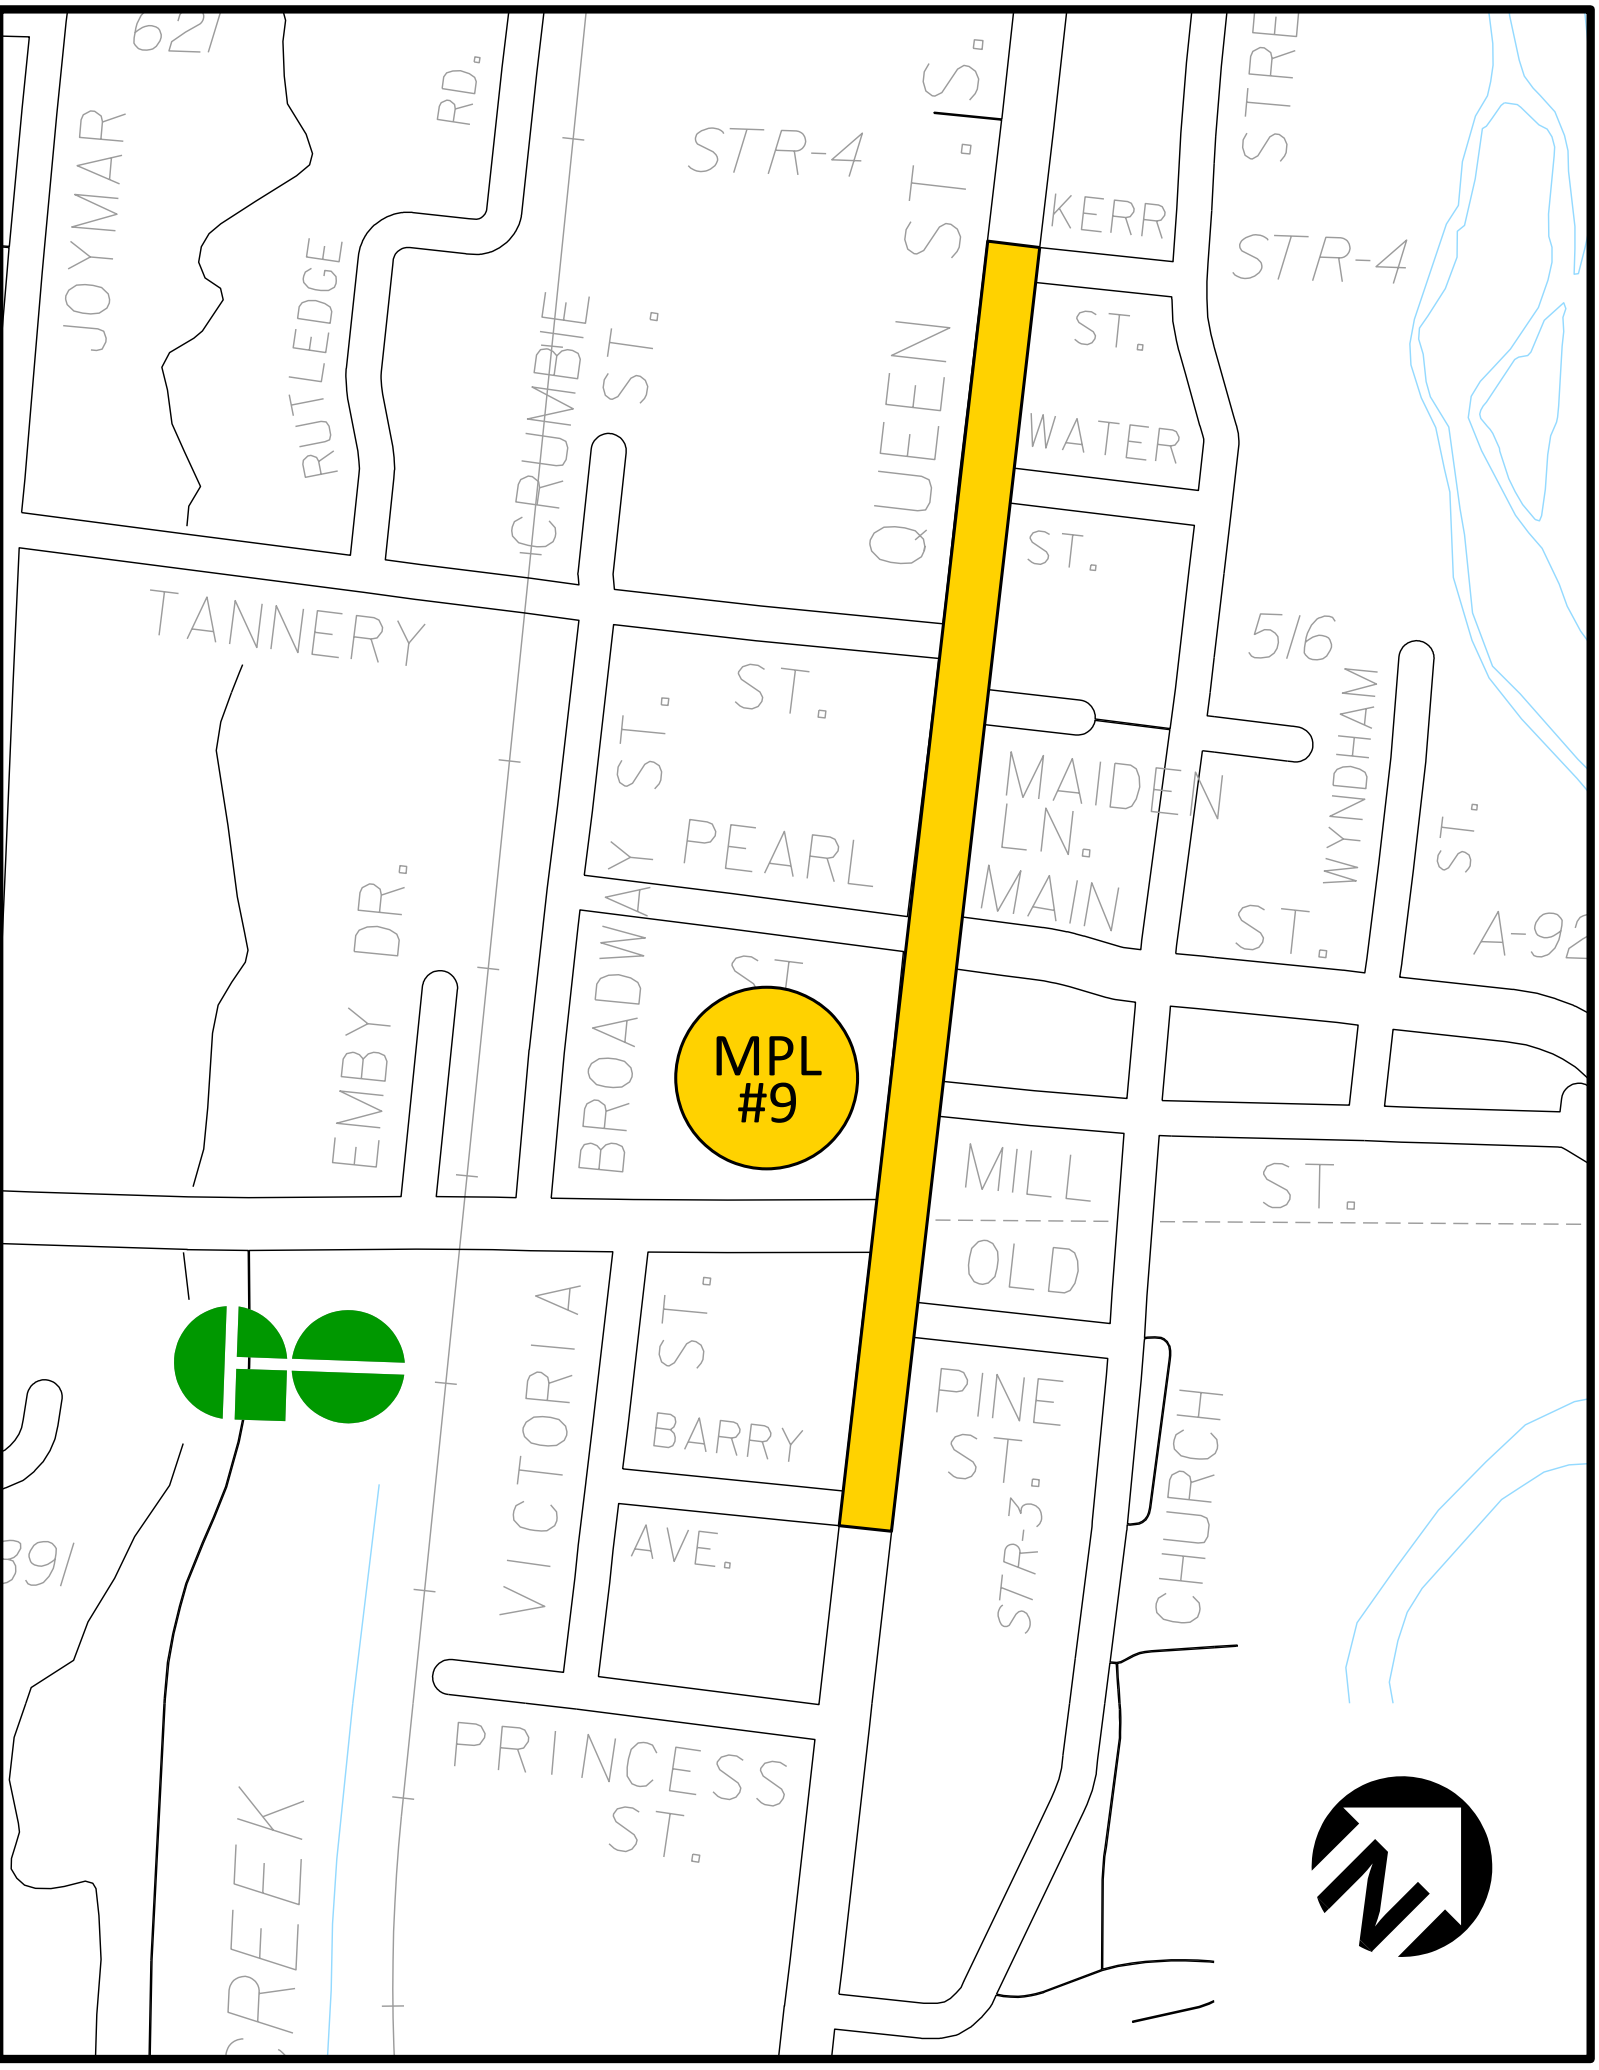 621
RD.
JOYMAR
RUTLEDGE
CRUMBIE
ST.
STR-4
QUEEN ST. S.
KERR
ST.
STR-4
WATER
ST.
TANNERY
ST.
516
WYNDHAM
ST.
MAIDEN
LN.
MAIN
ST.
A-92
PEARL
ST
BROADWAY ST.
EMBY DR.
MPL
#9
MILL
ST.
OLD
PINE
ST.
STR-3.
CHURCH
VICTORIA
ST.
BARRY
AVE.
391
PRINCESS
ST.
CREEK
N